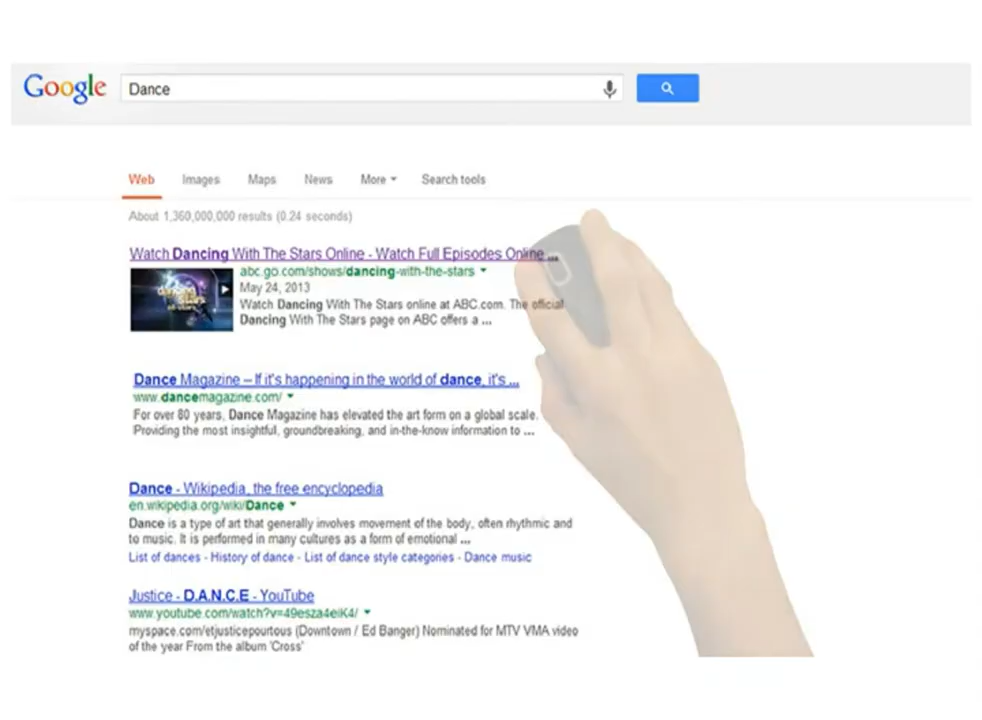 Google Dance
Web Images Maps News More Search tools
About 1,360,000,000 results (0.24 seconds)
Watch Dancing With The Stars Online - Watch Full Episodes Online ...
abc.go.com/shows/dancing-with-the-stars
May 24, 2013
Watch Dancing With The Stars online at ABC.com. The official
Dancing With The Stars page on ABC offers a ...
dancing
stars
all-stars
Dance Magazine – If it's happening in the world of dance, it's ...
www.dancemagazine.com/
For over 80 years, Dance Magazine has elevated the art form on a global scale.
Providing the most insightful, groundbreaking, and in-the-know information to ...
Dance - Wikipedia, the free encyclopedia
en.wikipedia.org/wiki/Dance
Dance is a type of art that generally involves movement of the body, often rhythmic and
to music. It is performed in many cultures as a form of emotional ...
List of dances - History of dance - List of dance style categories - Dance music
Justice - D.A.N.C.E - YouTube
www.youtube.com/watch?v=49esza4eiK4/
myspace.com/etjusticepourtous (Downtown / Ed Banger) Nominated for MTV VMA video
of the year From the album 'Cross'